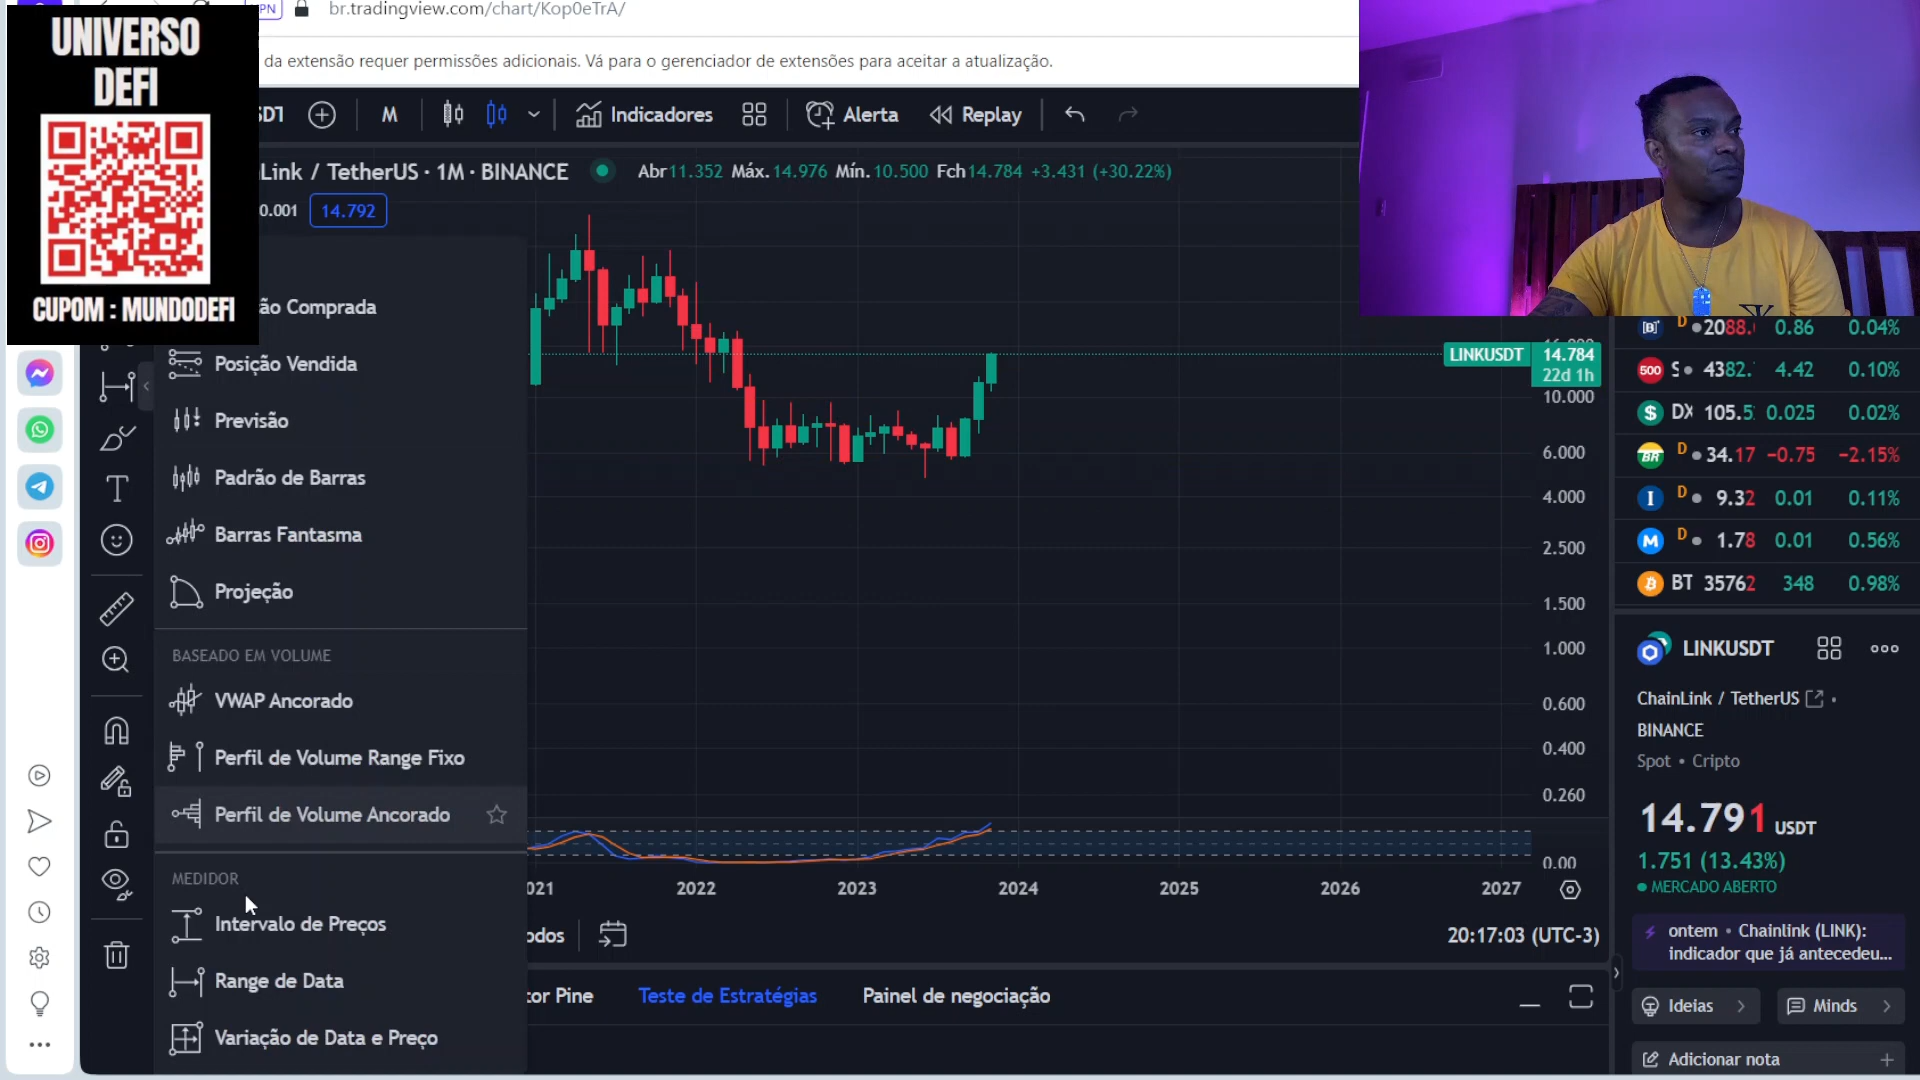 UNIVERSO
DEFI
CUPOM : MUNDODEFI
VPN
br.tradingview.com/chart/Kop0eTrA/
da extensão requer permissões adicionais. Vá para o gerenciador de extensões para aceitar a atualização.
SDT
M
Indicadores
Alerta
Replay
Link / TetherUS · 1M · BINANCE
Abr11.352 Máx.14.976 Mín.10.500 Fch14.784 +3.431 (+30.22%)
0.001
14.792
ão Comprada
Posição Vendida
Previsão
Padrão de Barras
Barras Fantasma
Projeção
BASEADO EM VOLUME
VWAP Ancorado
Perfil de Volume Range Fixo
Perfil de Volume Ancorado
MEDIDOR
Intervalo de Preços
Range de Data
Variação de Data e Preço
LINKUSDT
14.784
22d 1h
10.000
6.000
4.000
2.500
1.500
1.000
0.600
0.400
0.260
0.00
021
2022
2023
2024
2025
2026
2027
odos
20:17:03 (UTC-3)
tor Pine
Teste de Estratégias
Painel de negociação
D 2088. 0.86 0.04%
500 S 4382. 4.42 0.10%
DX 105.5 0.025 0.02%
BR D 34.17 −0.75 −2.15%
I D 9.32 0.01 0.11%
M D 1.78 0.01 0.56%
BT 35762 348 0.98%
LINKUSDT
ChainLink / TetherUS
BINANCE
Spot • Cripto
14.791 USDT
1.751 (13.43%)
MERCADO ABERTO
ontem • Chainlink (LINK):
indicador que já antecedeu...
Ideias
Minds
Adicionar nota